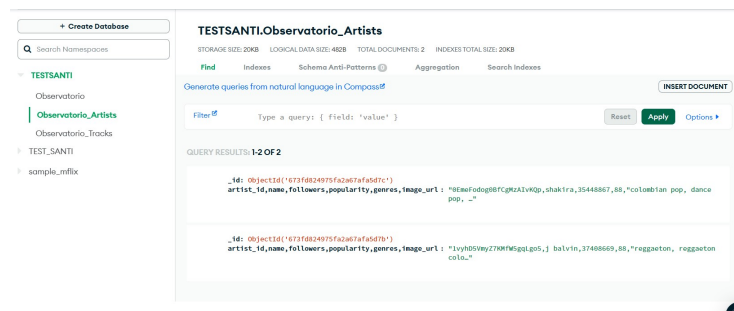 + Create Database
Search Namespaces
TESTSANTI
Observatorio
Observatorio_Artists
Observatorio_Tracks
TEST_SANTI
sample_mflix
TESTSANTI.Observatorio_Artists
STORAGE SIZE: 20KB LOGICAL DATA SIZE: 482B TOTAL DOCUMENTS: 2 INDEXES TOTAL SIZE: 20KB
Find Indexes Schema Anti-Patterns 0 Aggregation Search Indexes
Generate queries from natural language in Compass
INSERT DOCUMENT
Filter Type a query: { field: 'value' } Reset Apply Options
QUERY RESULTS: 1-2 OF 2
_id: ObjectId('673fd824975fa2a67afa5d7c')
artist_id,name,followers,popularity,genres,image_url : "0EmeFodog0BfCgMzAIvKQp,shakira,35448867,88,"colombian pop, dance
pop, …"
_id: ObjectId('673fd824975fa2a67afa5d7b')
artist_id,name,followers,popularity,genres,image_url : "1vyhD5VmyZ7KMfW5gqLgo5,j balvin,37408669,88,"reggaeton, reggaeton
colo…"